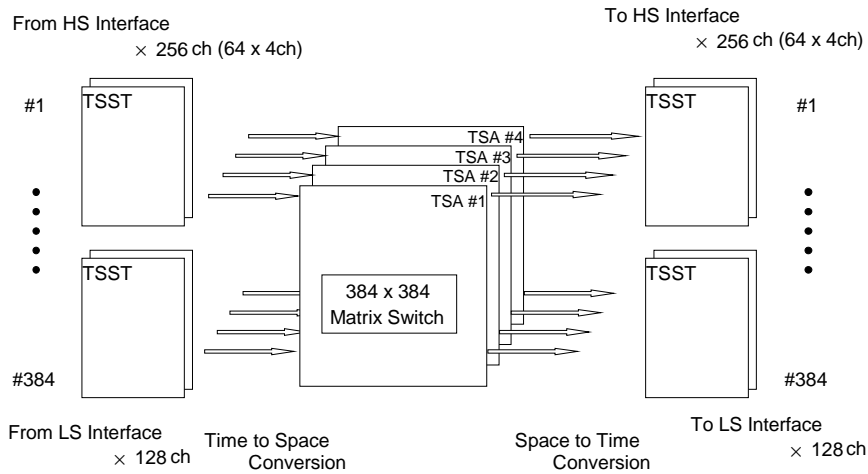 From HS Interface
× 256 ch (64 x 4ch)
To HS Interface
× 256 ch (64 x 4ch)
#1
TSST
TSST
#1
TSA #4
TSA #3
TSA #2
TSA #1
384 x 384
Matrix Switch
TSST
TSST
#384
#384
From LS Interface
× 128 ch
Time to Space
Conversion
Space to Time
Conversion
To LS Interface
× 128 ch